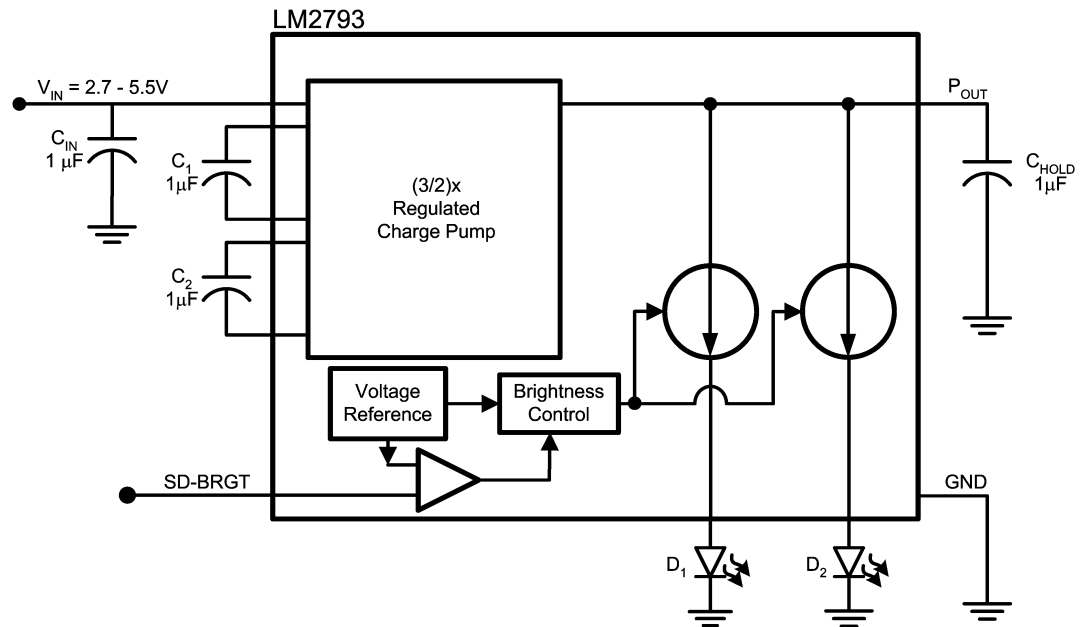 LM2793
V_IN = 2.7 - 5.5V
P_OUT
C_IN
1 μF
C_1
1μF
(3/2)x
Regulated
Charge Pump
C_HOLD
1μF
C_2
1μF
Voltage
Reference
Brightness
Control
SD-BRGT
GND
D_1
D_2